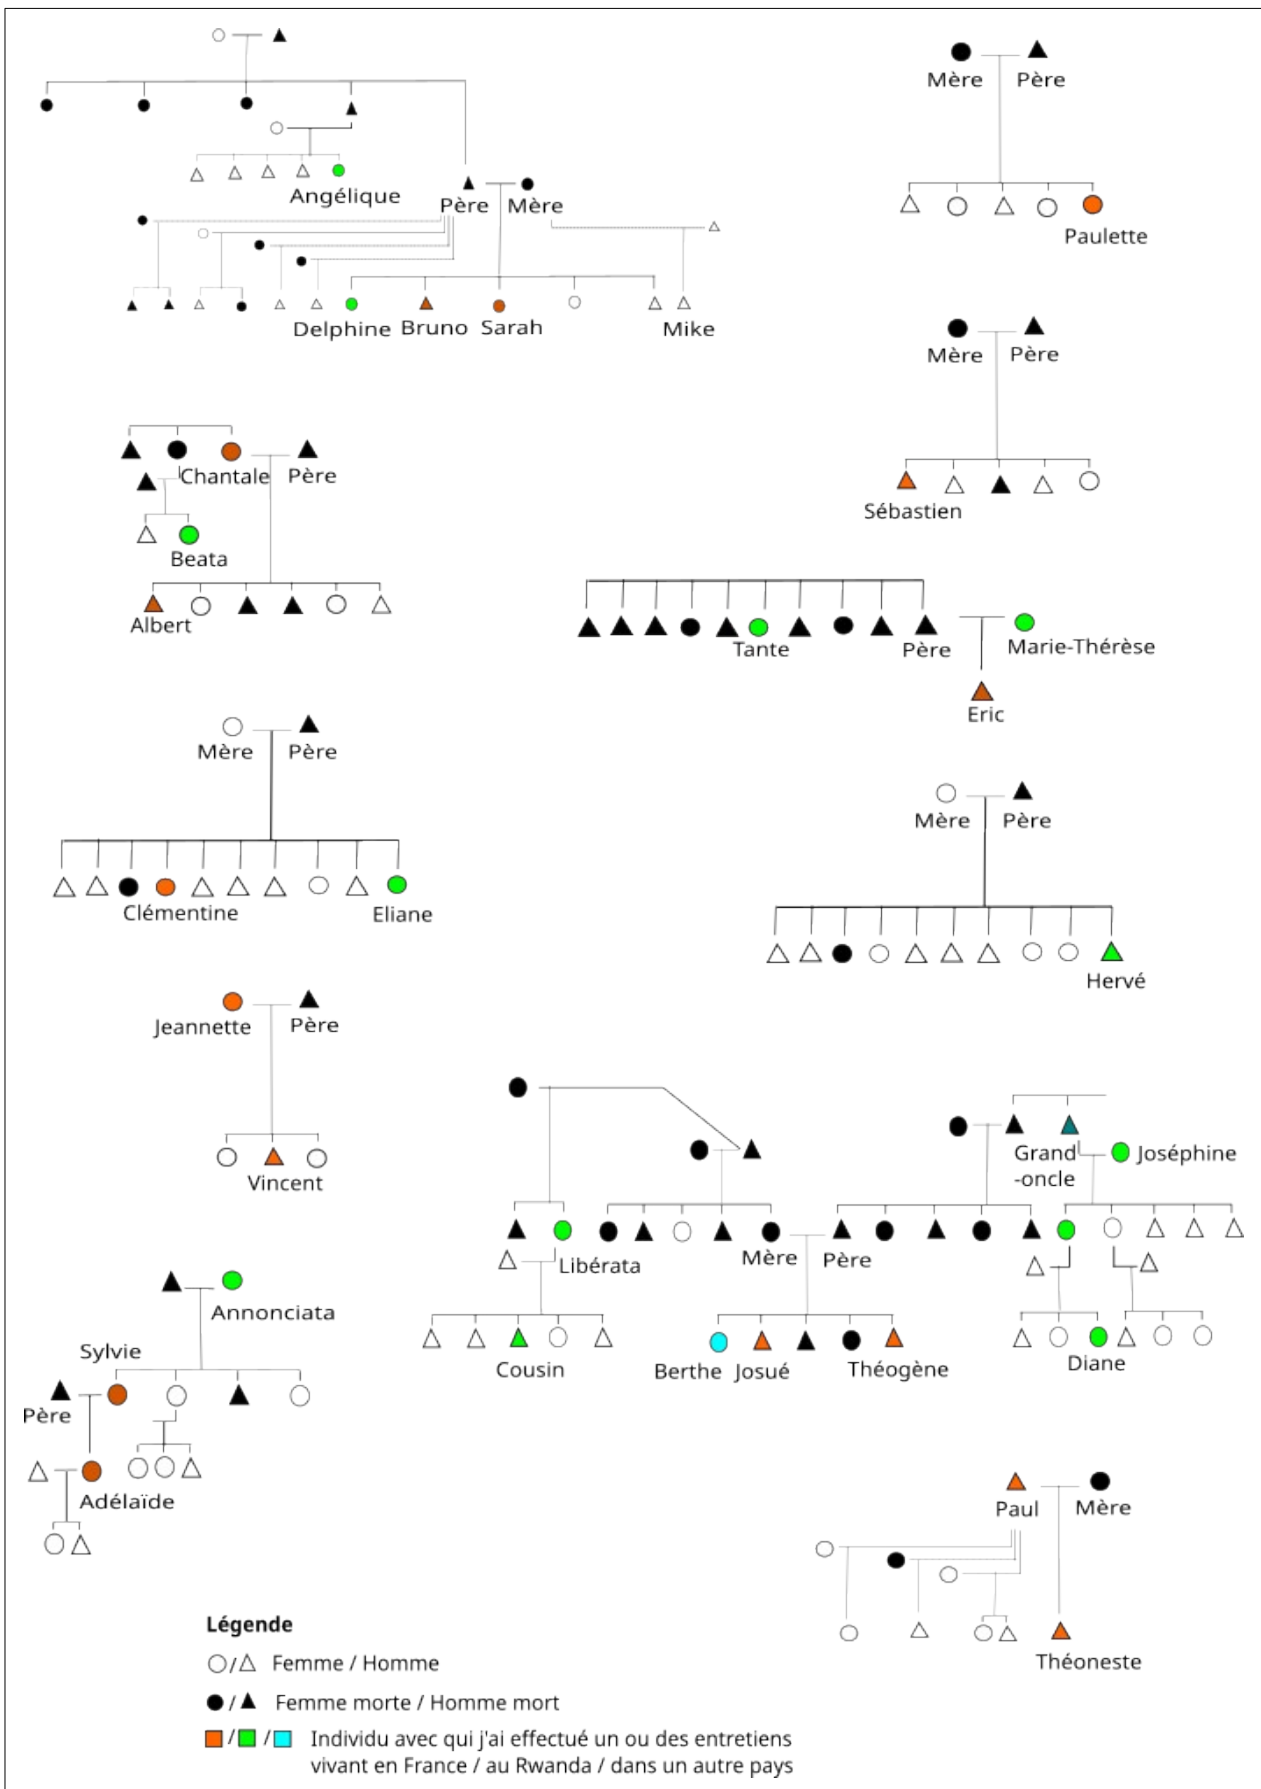 Mère Père
Angélique
Père Mère
Paulette
Delphine Bruno Sarah Mike
Mère Père
Chantale Père
Sébastien
Beata
Albert
Tante Père Marie-Thérèse
Eric
Mère Père
Mère Père
Clémentine Eliane
Hervé
Jeannette Père
Grand
-oncle
Joséphine
Vincent
Libérata Mère Père
Annonciata
Sylvie
Cousin Berthe Josué Théogène Diane
Père
Adélaïde
Paul Mère
Théoneste
Légende
/ Femme / Homme
/ Femme morte / Homme mort
/ / Individu avec qui j'ai effectué un ou des entretiens
vivant en France / au Rwanda / dans un autre pays